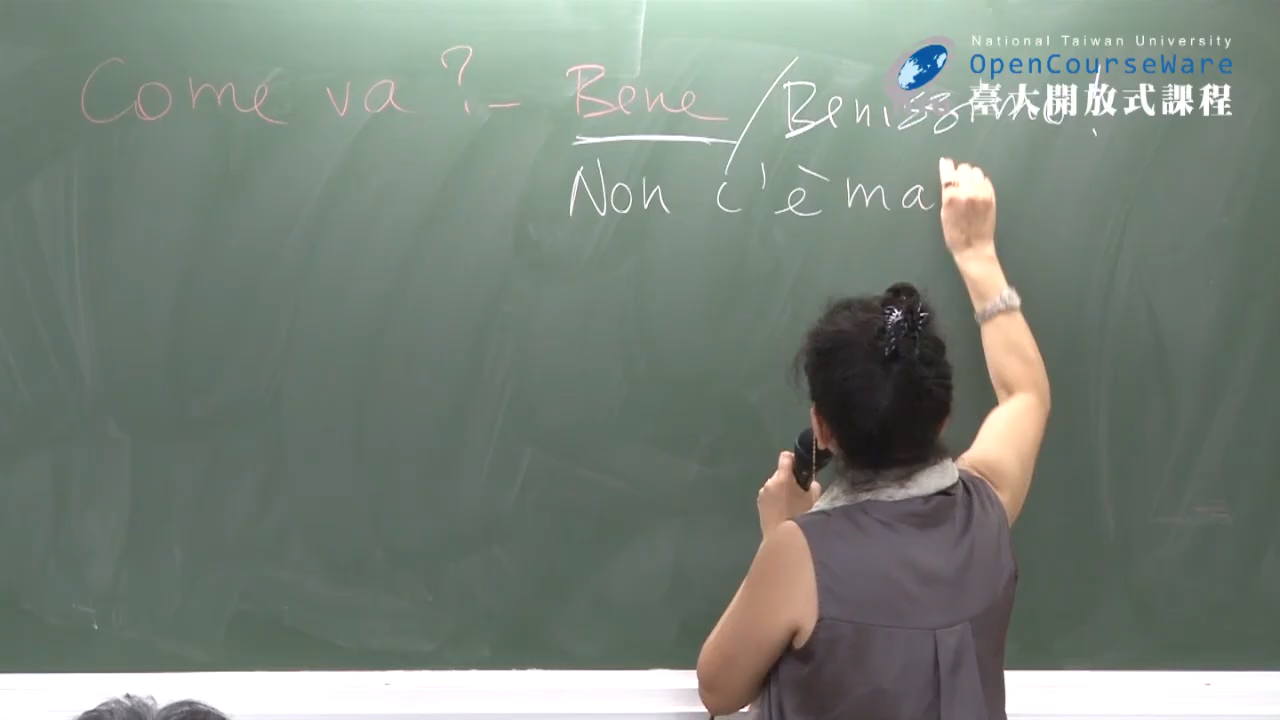 National Taiwan University
OpenCourseWare
臺大開放式課程
Come va? - Bene / Benissimo!
Non c'è ma